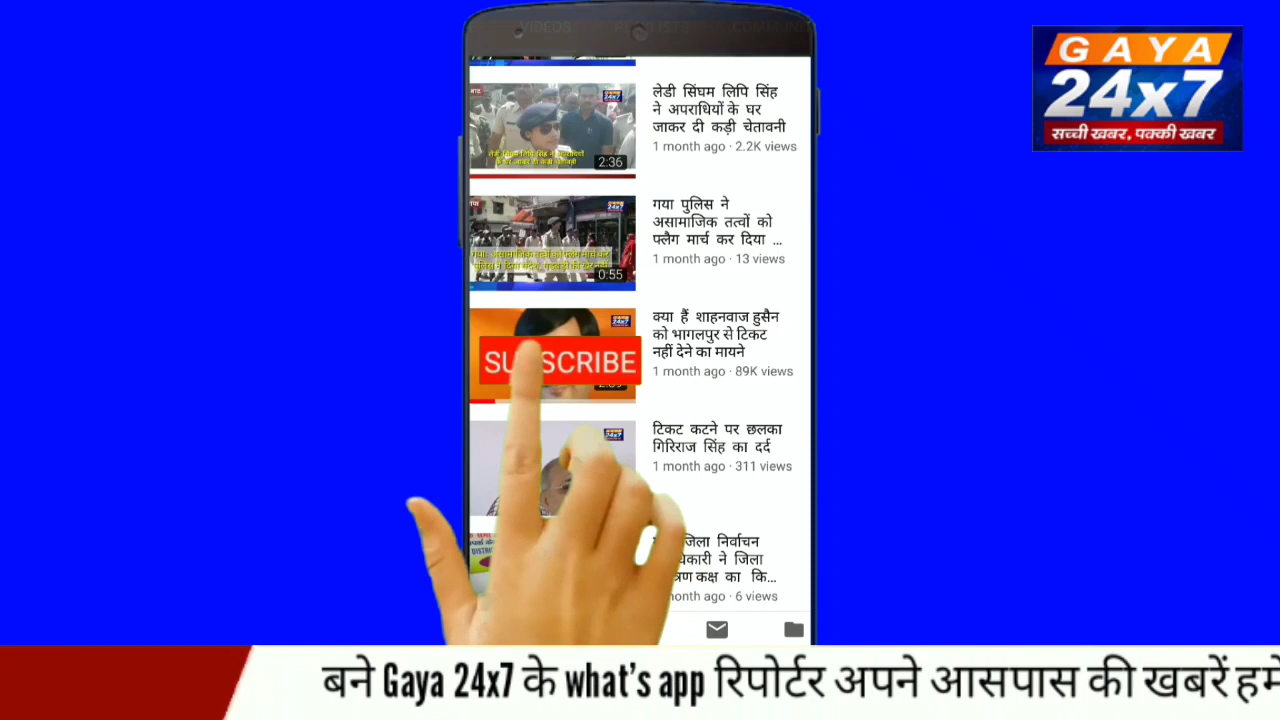 VIDEOS PLAYLISTS COMMUNI
GAYA
24x7
सच्ची खबर, पक्की खबर
लेडी सिंघम लिपि सिंह
ने अपराधियों के घर
जाकर दी कड़ी चेतावनी
1 month ago · 2.2K views
2:36
गया पुलिस ने
असामाजिक तत्वों को
फ्लैग मार्च कर दिया ...
1 month ago · 13 views
0:55
क्या हैं शाहनवाज हुसैन
को भागलपुर से टिकट
नहीं देने का मायने
1 month ago · 89K views
SUBSCRIBE
टिकट कटने पर छलका
गिरिराज सिंह का दर्द
1 month ago · 311 views
जिला निर्वाचन
ने जिला
कक्ष का कि...
ago · 6 views
बने Gaya 24x7 के what's app रिपोर्टर अपने आसपास की खबरें हमे